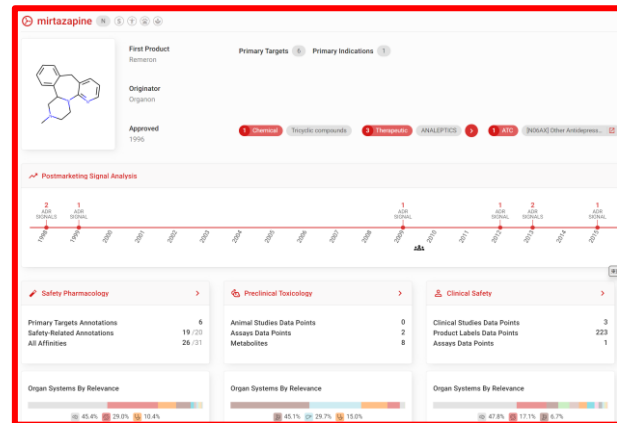 mirtazapine N S
First Product
Remeron
Primary Targets 6 Primary Indications 1
Originator
Organon
Approved
1996
1 Chemical Tricyclic compounds 3 Therapeutic ANALEPTICS 1 ATC [N06AX] Other Antidepress...
Postmarketing Signal Analysis
2 1 1 1 2 1
ADR SIGNALS ADR SIGNAL ADR SIGNAL ADR SIGNAL ADR SIGNALS ADR SIGNAL
1998 1999 2000 2001 2002 2003 2004 2005 2006 2007 2008 2009 2010 2011 2012 2013 2014 2015
Safety Pharmacology
Primary Targets Annotations 6
Safety-Related Annotations 19 /20
All Affinities 26 /31
Preclinical Toxicology
Animal Studies Data Points 0
Assays Data Points 2
Metabolites 8
Clinical Safety
Clinical Studies Data Points 3
Product Labels Data Points 223
Assays Data Points 1
Organ Systems By Relevance
45.4% 29.0% 10.4%
Organ Systems By Relevance
45.1% 29.7% 15.0%
Organ Systems By Relevance
47.8% 17.1% 6.7%